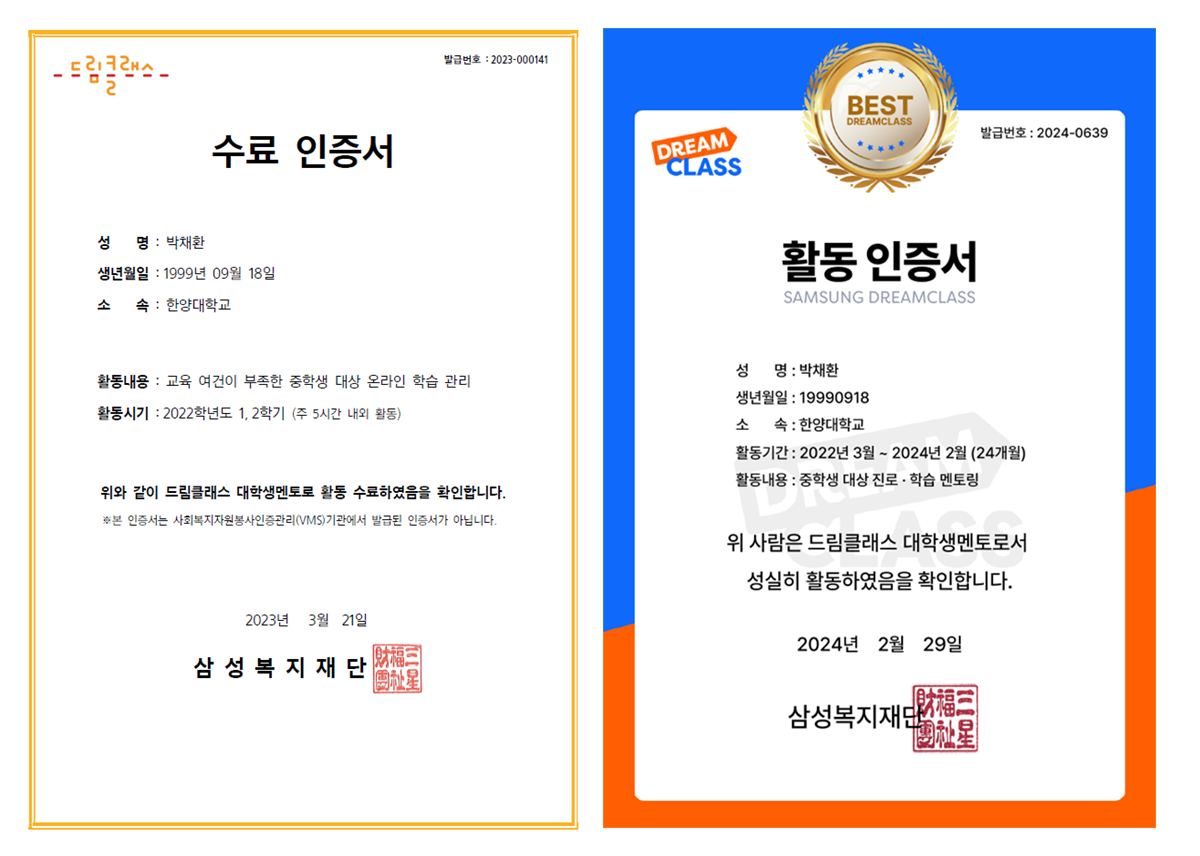 드림클래스
발급번호 : 2023-000141
수료 인증서
성 명 : 박채환
생년월일 : 1999년 09월 18일
소 속 : 한양대학교
활동내용 : 교육 여건이 부족한 중학생 대상 온라인 학습 관리
활동시기 : 2022학년도 1, 2학기 (주 5시간 내외 활동)
위와 같이 드림클래스 대학생멘토로 활동 수료하였음을 확인합니다.
※본 인증서는 사회복지자원봉사인증관리(VMS)기관에서 발급된 인증서가 아닙니다.
2023년 3월 21일
삼성복지재단
三星
福祉
財團
BEST
DREAMCLASS
DREAM
CLASS
발급번호 : 2024-0639
활동 인증서
SAMSUNG DREAMCLASS
성 명 : 박채환
생년월일 : 19990918
소 속 : 한양대학교
활동기간 : 2022년 3월 ~ 2024년 2월 (24개월)
활동내용 : 중학생 대상 진로 · 학습 멘토링
DREAM
CLASS
위 사람은 드림클래스 대학생멘토로서
성실히 활동하였음을 확인합니다.
2024년 2월 29일
삼성복지재단
三星
福祉
財團